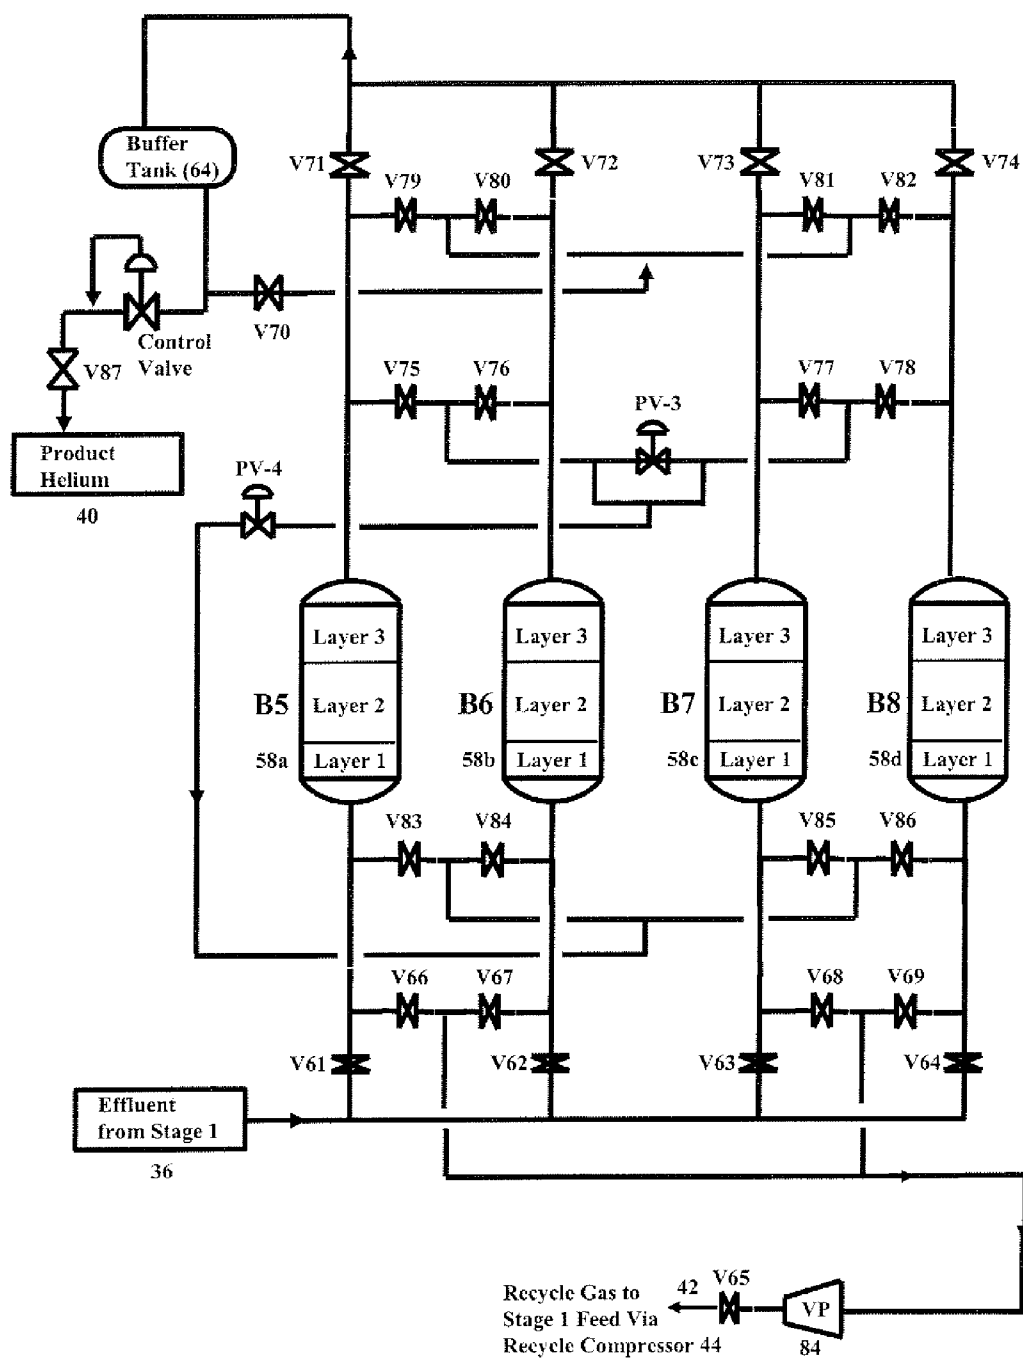 Buffer
Tank (64)
V71
V72
V73
V74
V79
V80
V81
V82
V70
Control
Valve
V87
V75
V76
V77
V78
PV-3
Product
Helium
40
PV-4
Layer 3
Layer 3
Layer 3
Layer 3
B5
Layer 2
B6
Layer 2
B7
Layer 2
B8
Layer 2
58a
Layer 1
58b
Layer 1
58c
Layer 1
58d
Layer 1
V83
V84
V85
V86
V66
V67
V68
V69
V61
V62
V63
V64
Effluent
from Stage 1
36
42
V65
Recycle Gas to
Stage 1 Feed Via
Recycle Compressor 44
VP
84